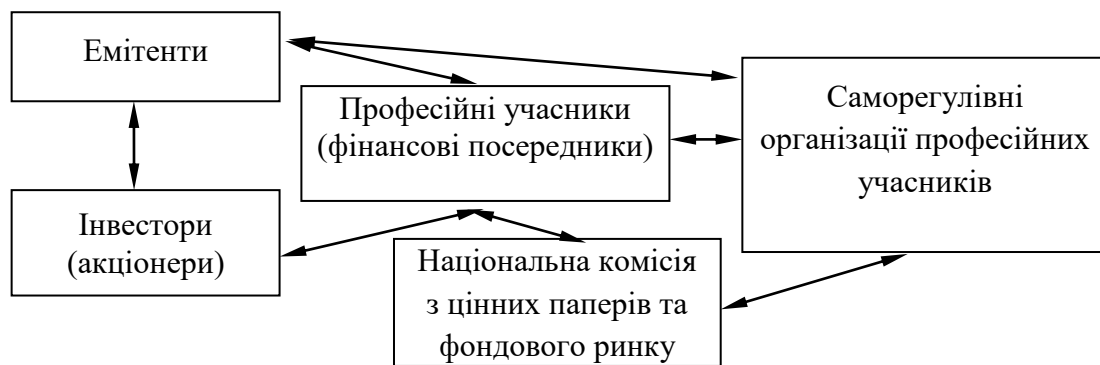 Емітенти
Професійні учасники
(фінансові посередники)
Саморегулівні
організації професійних
учасників
Інвестори
(акціонери)
Національна комісія
з цінних паперів та
фондового ринку